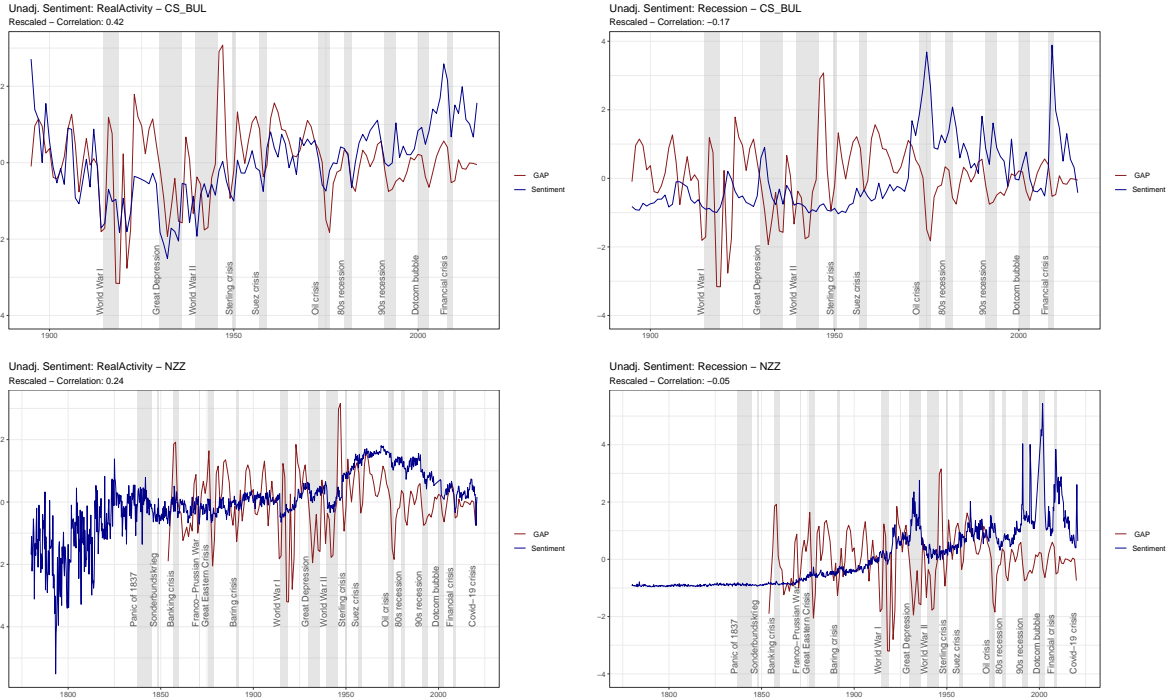 Unadj. Sentiment: RealActivity – CS_BUL
Rescaled – Correlation: 0.42
2
0
2
4
1900
1950
2000
World War I
Great Depression
World War II
Sterling crisis
Suez crisis
Oil crisis
80s recession
90s recession
Dotcom bubble
Financial crisis
GAP
Sentiment
Unadj. Sentiment: Recession – CS_BUL
Rescaled – Correlation: −0.17
4
2
0
−2
−4
1900
1950
2000
World War I
Great Depression
World War II
Sterling crisis
Suez crisis
Oil crisis
80s recession
90s recession
Dotcom bubble
Financial crisis
GAP
Sentiment
Unadj. Sentiment: RealActivity – NZZ
Rescaled – Correlation: 0.24
2
0
2
4
1800
1850
1900
1950
2000
Panic of 1837
Sonderbundskrieg
Banking crisis
Franco–Prussian War
Great Eastern Crisis
Baring crisis
World War I
Great Depression
World War II
Sterling crisis
Suez crisis
Oil crisis
80s recession
90s recession
Dotcom bubble
Financial crisis
Covid–19 crisis
GAP
Sentiment
Unadj. Sentiment: Recession – NZZ
Rescaled – Correlation: −0.05
4
2
0
−2
−4
1800
1850
1900
1950
2000
Panic of 1837
Sonderbundskrieg
Banking crisis
Franco–Prussian War
Great Eastern Crisis
Baring crisis
World War I
Great Depression
World War II
Sterling crisis
Suez crisis
Oil crisis
80s recession
90s recession
Dotcom bubble
Financial crisis
Covid–19 crisis
GAP
Sentiment